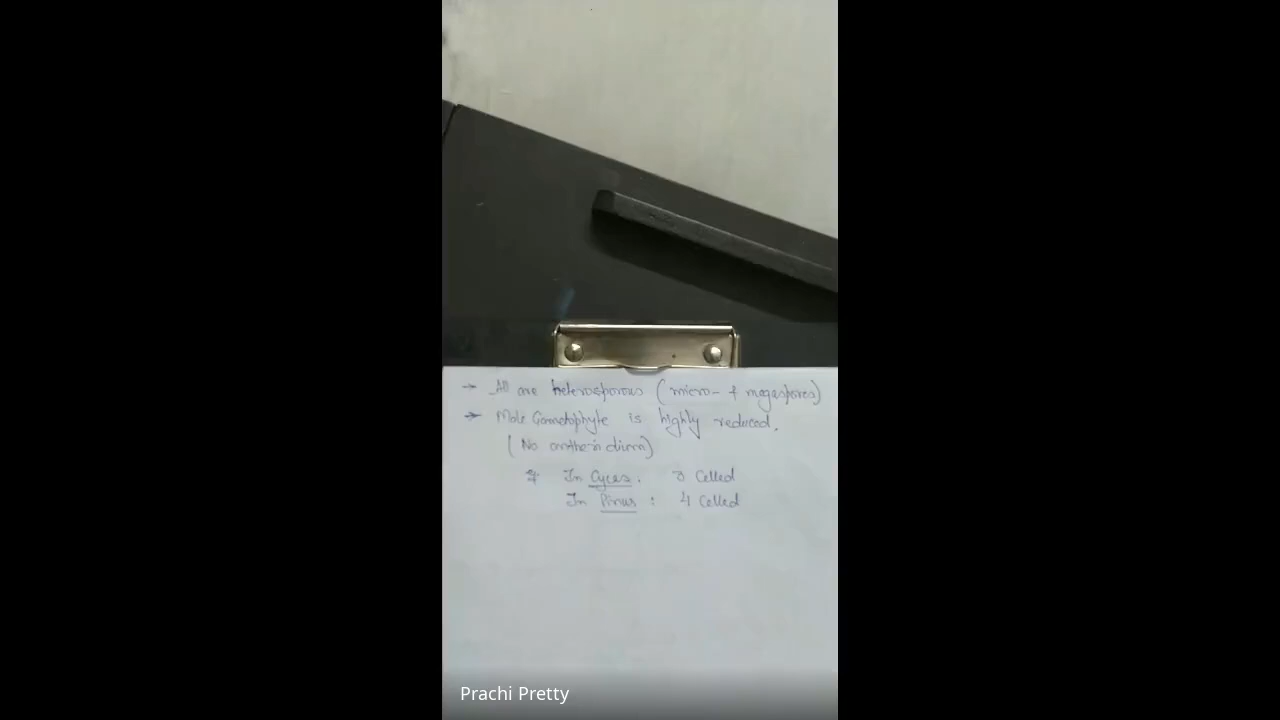 → All are heterosporous (micro- & megaspores)
→ Male Gametophyte is highly reduced.
(No antheridium)
* In Cycas : 3 Celled
In Pinus : 4 Celled
Prachi Pretty